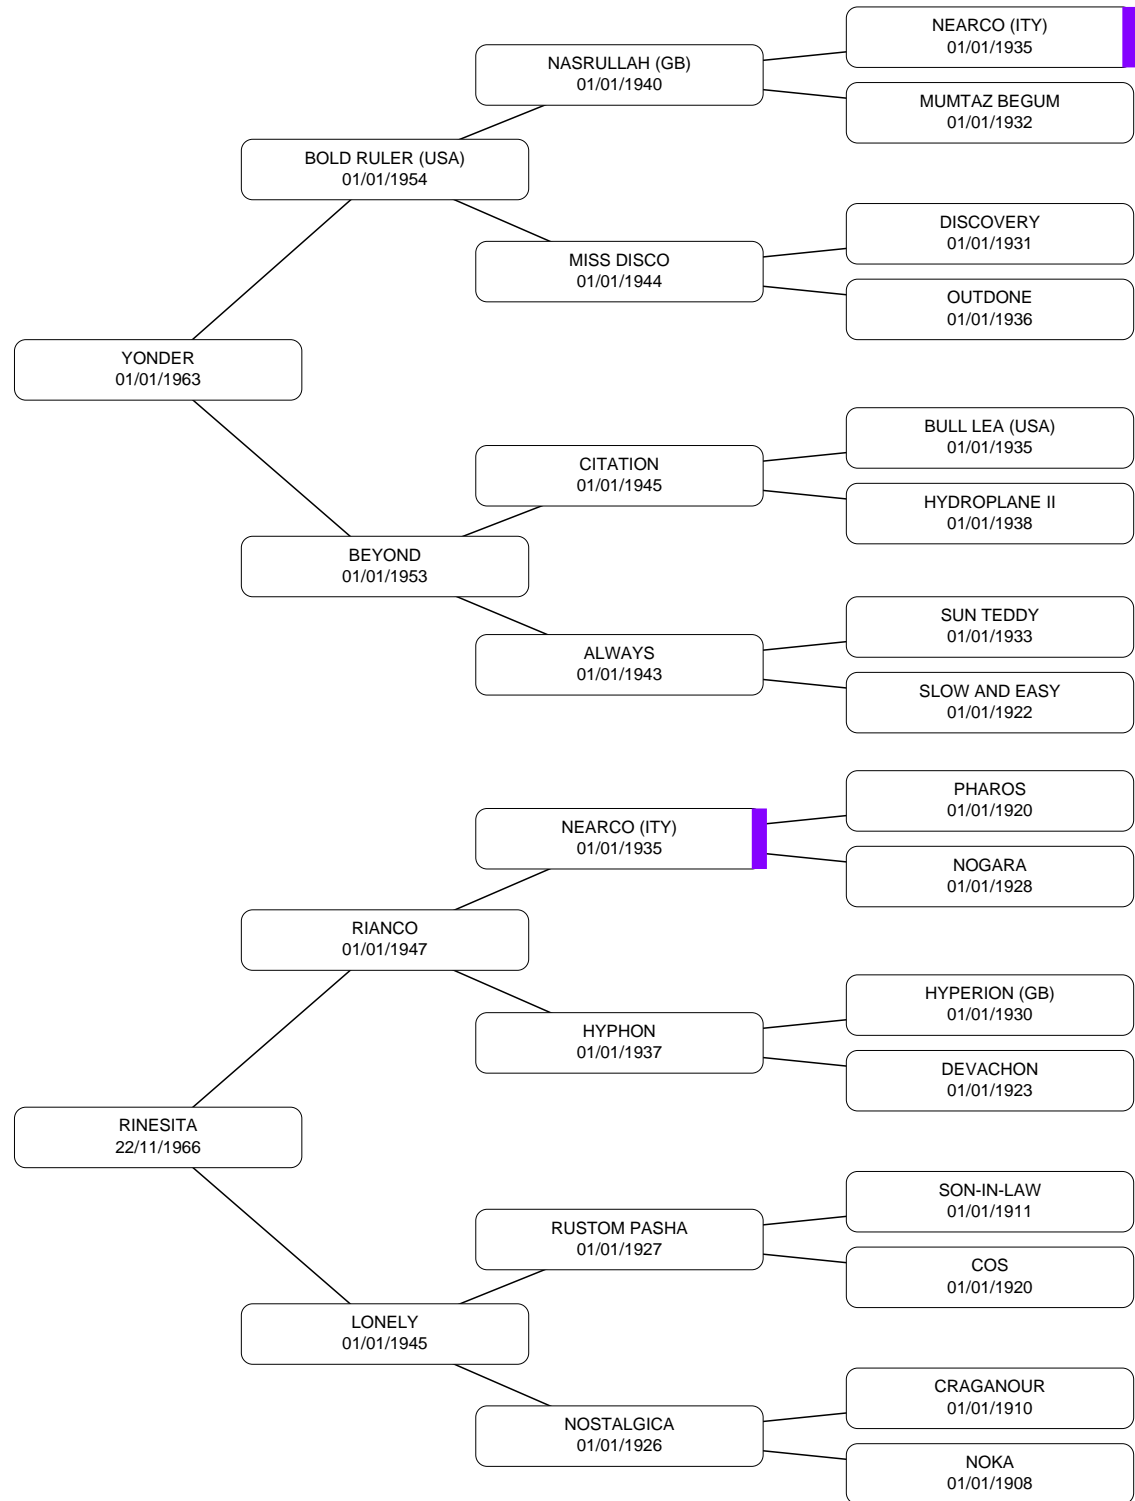 NEARCO (ITY)
01/01/1935
NASRULLAH (GB)
01/01/1940
MUMTAZ BEGUM
01/01/1932
BOLD RULER (USA)
01/01/1954
DISCOVERY
01/01/1931
MISS DISCO
01/01/1944
OUTDONE
01/01/1936
YONDER
01/01/1963
BULL LEA (USA)
01/01/1935
CITATION
01/01/1945
HYDROPLANE II
01/01/1938
BEYOND
01/01/1953
SUN TEDDY
01/01/1933
ALWAYS
01/01/1943
SLOW AND EASY
01/01/1922
PHAROS
01/01/1920
NEARCO (ITY)
01/01/1935
NOGARA
01/01/1928
RIANCO
01/01/1947
HYPERION (GB)
01/01/1930
HYPHON
01/01/1937
DEVACHON
01/01/1923
RINESITA
22/11/1966
SON-IN-LAW
01/01/1911
RUSTOM PASHA
01/01/1927
COS
01/01/1920
LONELY
01/01/1945
CRAGANOUR
01/01/1910
NOSTALGICA
01/01/1926
NOKA
01/01/1908